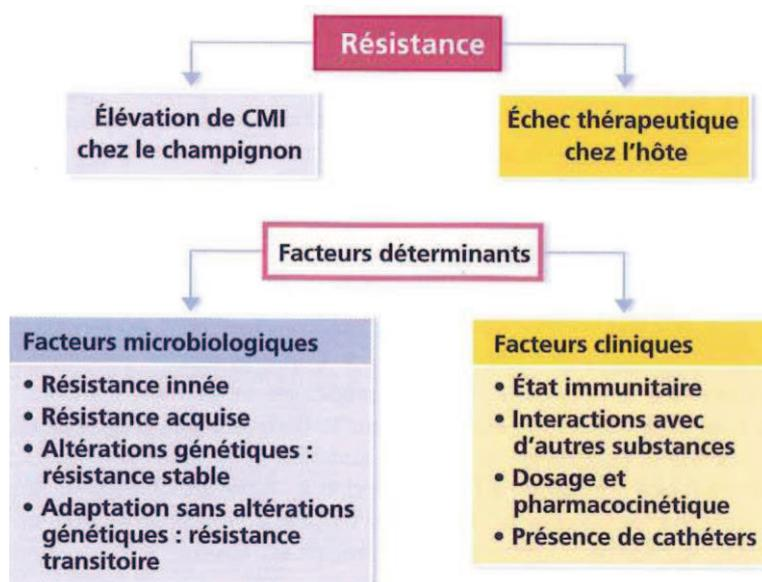 Résistance
Élévation de CMI
chez le champignon
Échec thérapeutique
chez l'hôte
Facteurs déterminants
Facteurs microbiologiques
• Résistance innée
• Résistance acquise
• Altérations génétiques :
résistance stable
• Adaptation sans altérations
génétiques : résistance
transitoire
Facteurs cliniques
• État immunitaire
• Interactions avec
d'autres substances
• Dosage et
pharmacocinétique
• Présence de cathéters